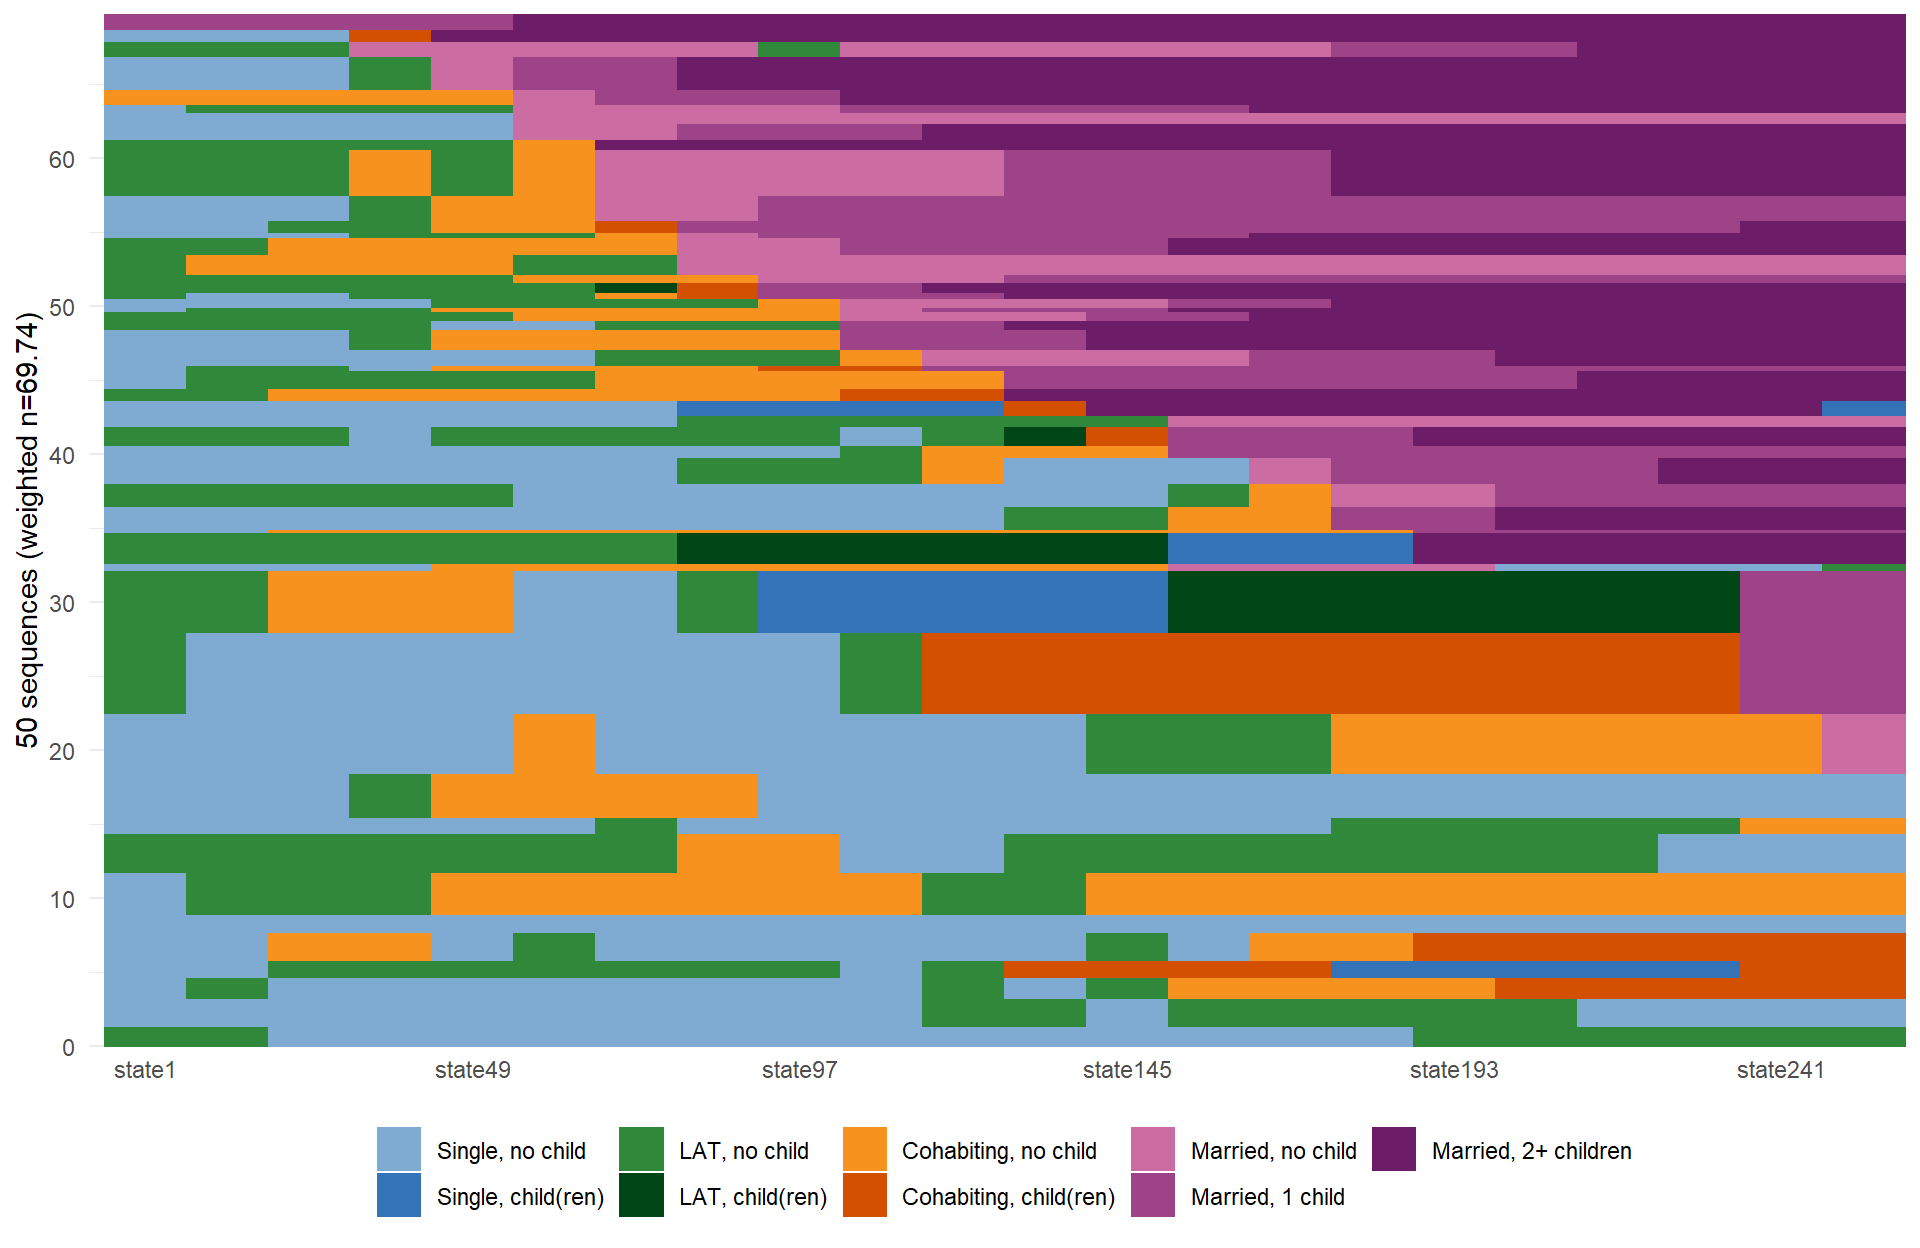 50 sequences (weighted n=69.74)
60
50
40
30
20
10
0
state1 state49 state97 state145 state193 state241
Single, no child LAT, no child Cohabiting, no child Married, no child Married, 2+ children
Single, child(ren) LAT, child(ren) Cohabiting, child(ren) Married, 1 child